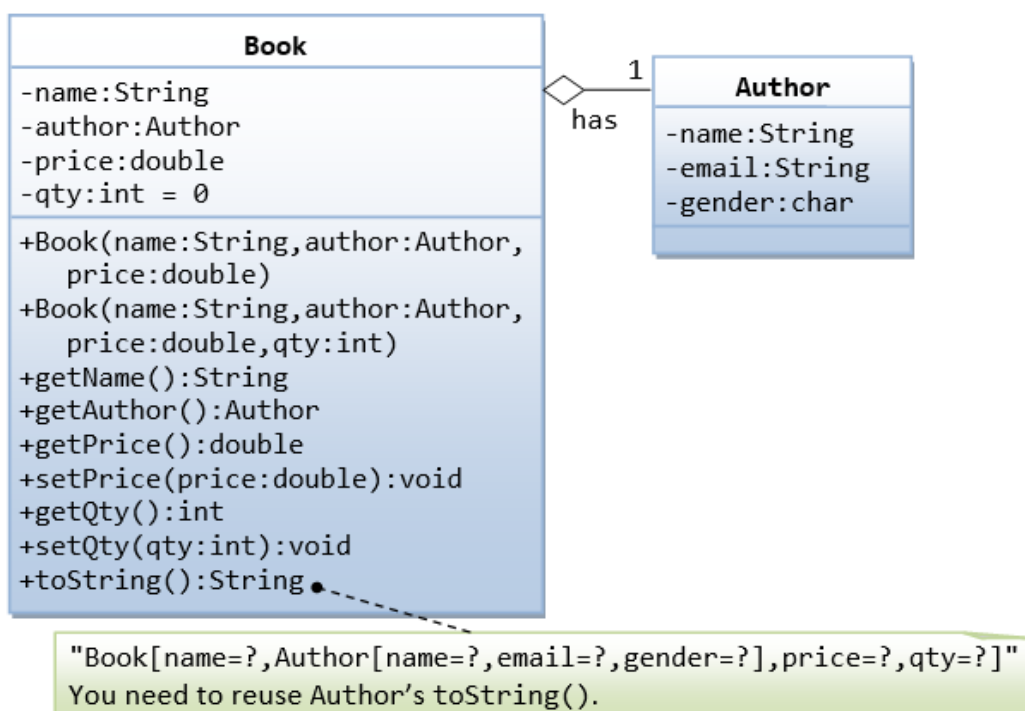 Book
-name:String
-author:Author
-price:double
-qty:int = 0
+Book(name:String,author:Author,
price:double)
+Book(name:String,author:Author,
price:double,qty:int)
+getName():String
+getAuthor():Author
+getPrice():double
+setPrice(price:double):void
+getQty():int
+setQty(qty:int):void
+toString():String
1
has
Author
-name:String
-email:String
-gender:char
"Book[name=?,Author[name=?,email=?,gender=?],price=?,qty=?]"
You need to reuse Author’s toString().